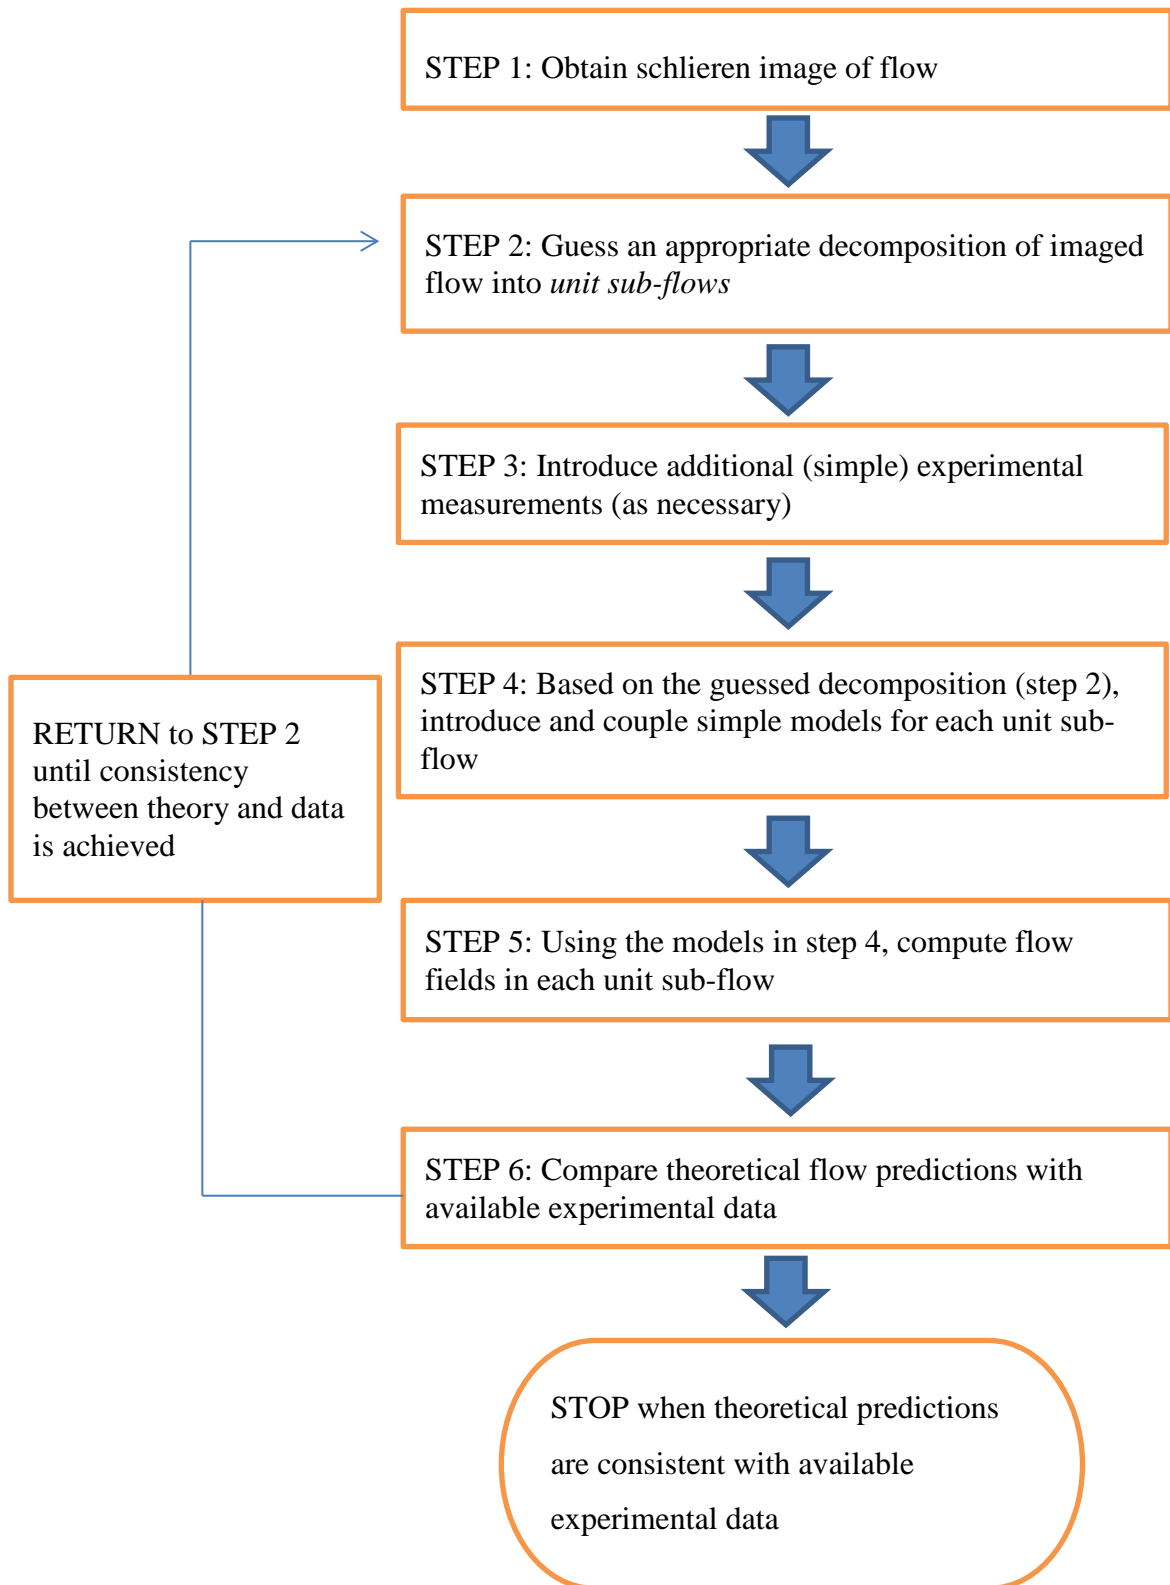 STEP 1: Obtain schlieren image of flow
STEP 2: Guess an appropriate decomposition of imaged
flow into unit sub-flows
STEP 3: Introduce additional (simple) experimental
measurements (as necessary)
STEP 4: Based on the guessed decomposition (step 2),
introduce and couple simple models for each unit sub-
flow
RETURN to STEP 2
until consistency
between theory and data
is achieved
STEP 5: Using the models in step 4, compute flow
fields in each unit sub-flow
STEP 6: Compare theoretical flow predictions with
available experimental data
STOP when theoretical predictions
are consistent with available
experimental data